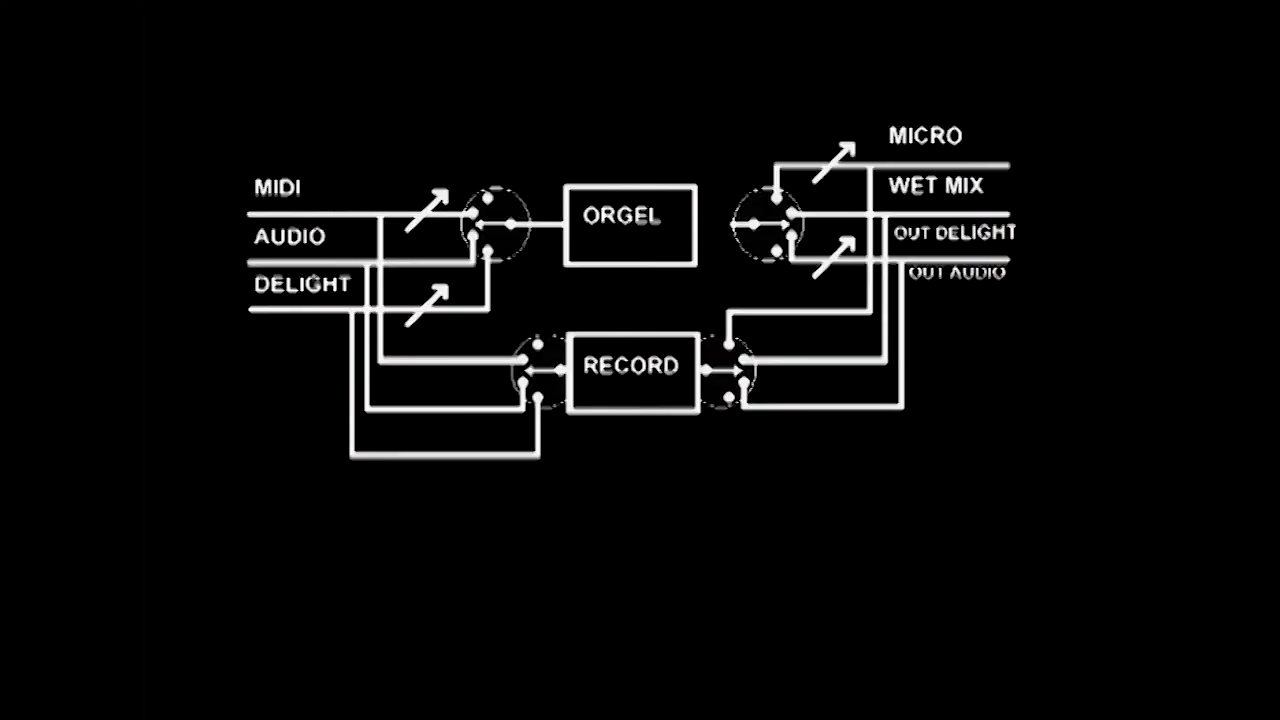 MICRO
MIDI
WET MIX
ORGEL
AUDIO
OUT DELIGHT
OUT AUDIO
DELIGHT
RECORD